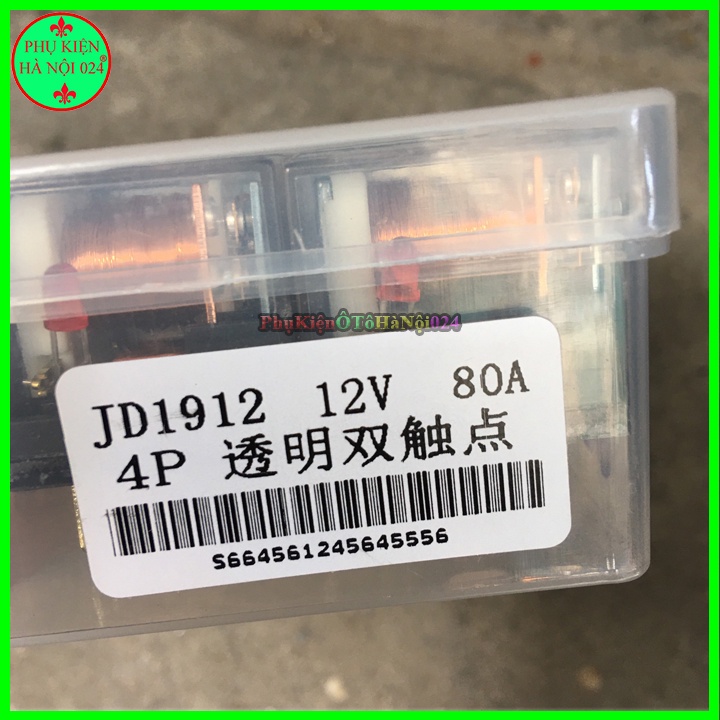 PHỤ KIỆN
HÀ NỘI 024®
PhụKiệnÔTôHàNội024
JD1912 12V 80A
4P 透明双触点
S664561245645556